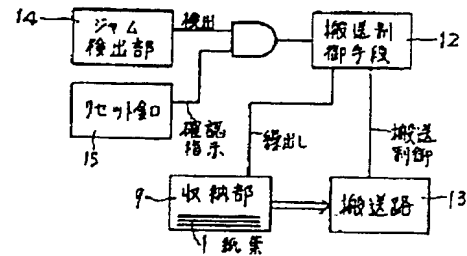 14
ジャム
検出部
検出
搬送制
御手段
12
リセット釦
15
確認
指示
繰出し
搬送
制御
9
収納部
1 紙葉
搬送路
13